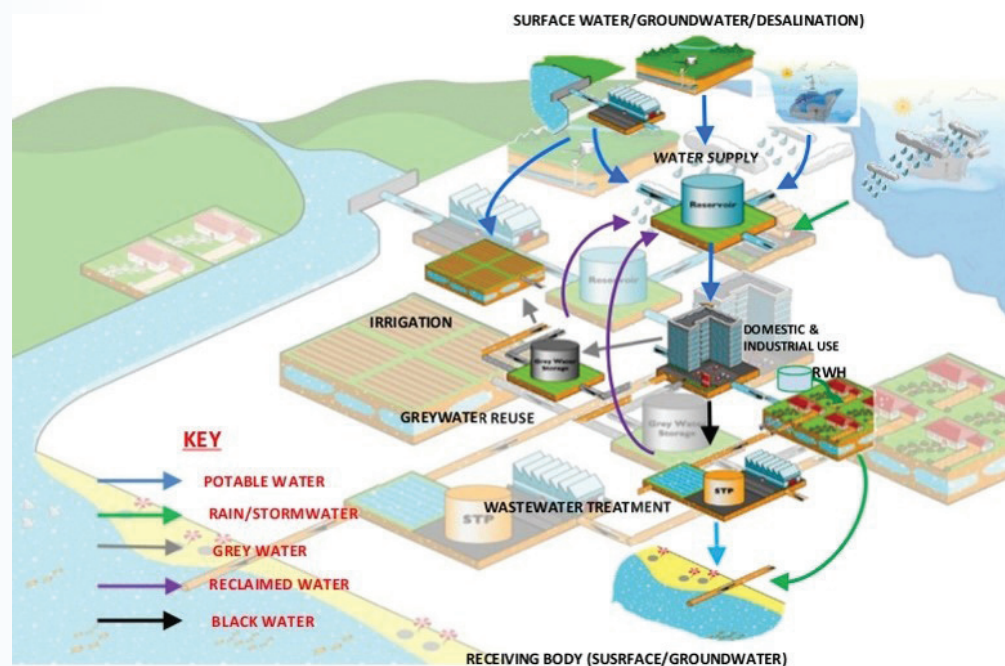 SURFACE WATER/GROUNDWATER/DESALINATION)
WATER SUPPLY
Reservoir
Reservoir
IRRIGATION
DOMESTIC &
INDUSTRIAL USE
RWH
Grey Water
Storage
GREYWATER REUSE
Grey Water
Storage
KEY
POTABLE WATER
RAIN/STORMWATER
GREY WATER
RECLAIMED WATER
BLACK WATER
STP
WASTEWATER TREATMENT
STP
RECEIVING BODY (SUSRFACE/GROUNDWATER)